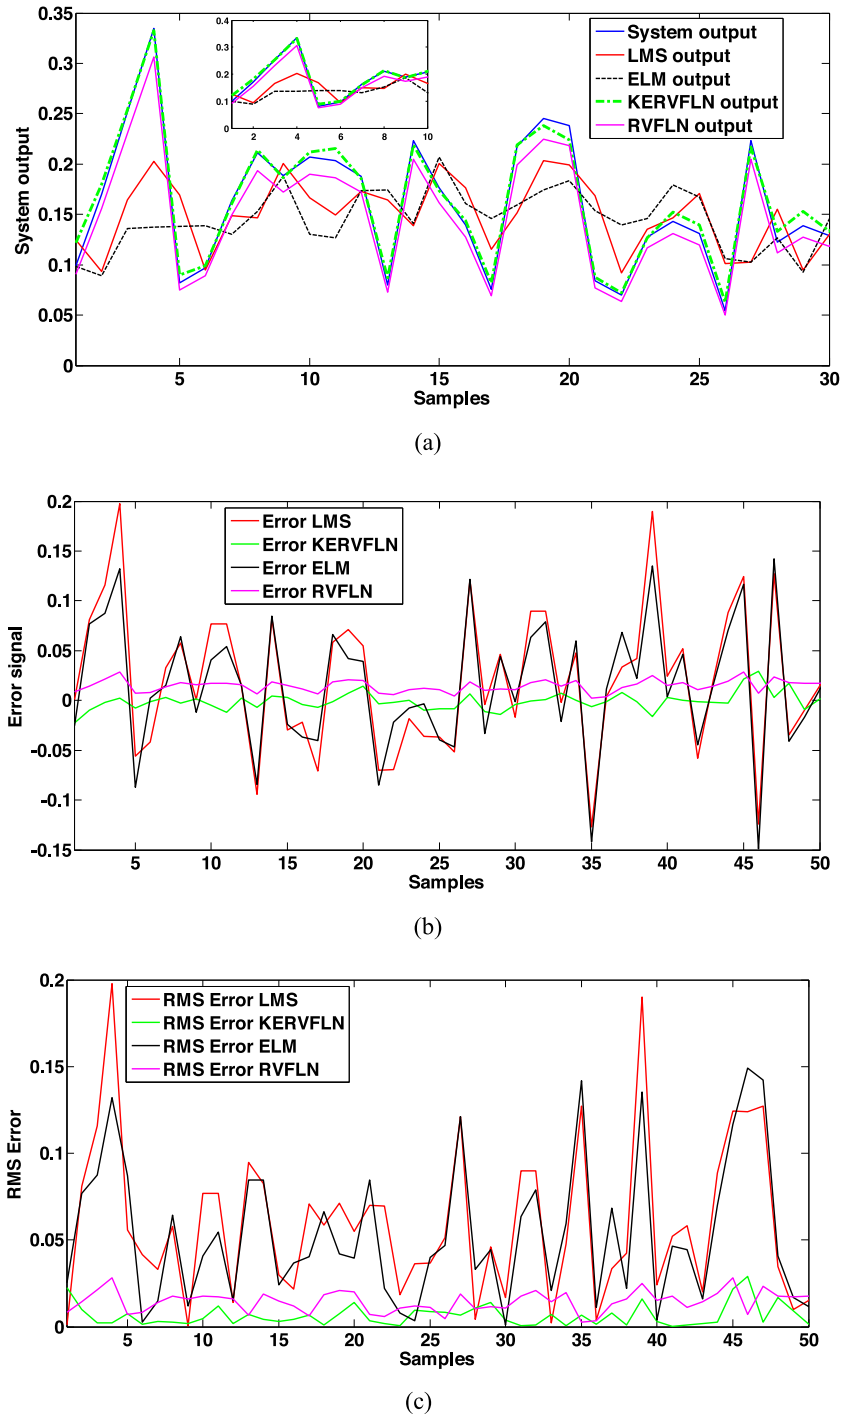 0.35
0.3
0.25
0.2
0.15
0.1
0.05
0
System output
5
10
15
20
25
30
Samples
0.4
0.3
0.2
0.1
0
2
4
6
8
10
System output
LMS output
ELM output
KERVFLN output
RVFLN output
(a)
0.2
0.15
0.1
0.05
0
-0.05
-0.1
-0.15
Error signal
Error LMS
Error KERVFLN
Error ELM
Error RVFLN
5
10
15
20
25
30
35
40
45
50
Samples
(b)
0.2
0.15
0.1
0.05
0
RMS Error
RMS Error LMS
RMS Error KERVFLN
RMS Error ELM
RMS Error RVFLN
5
10
15
20
25
30
35
40
45
50
Samples
(c)